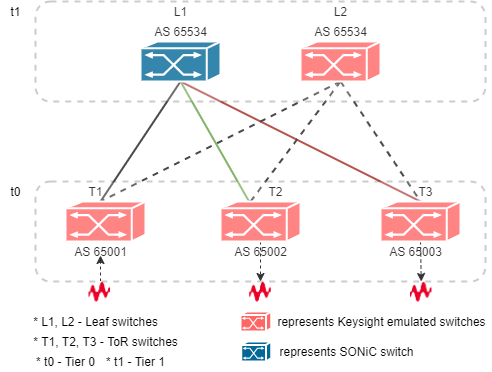 t1
L1 L2
AS 65534 AS 65534
t0
T1 T2 T3
AS 65001 AS 65002 AS 65003
* L1, L2 - Leaf switches
* T1, T2, T3 - ToR switches
* t0 - Tier 0 * t1 - Tier 1
represents Keysight emulated switches
represents SONiC switch